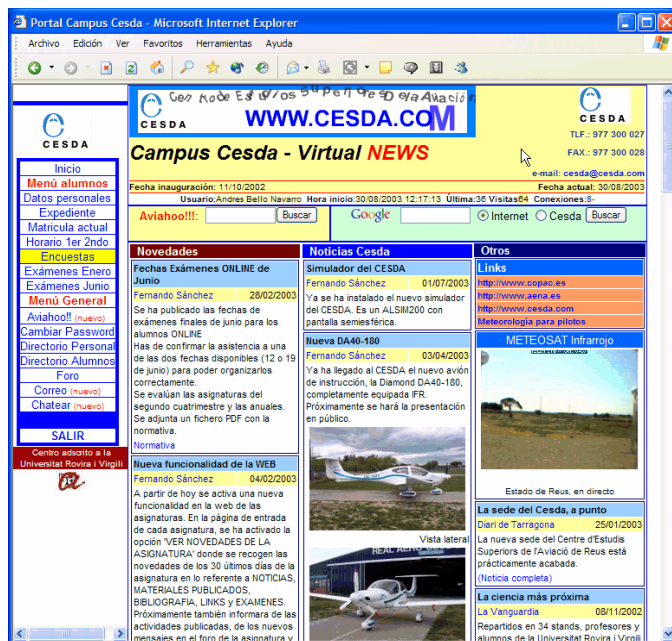 Portal Campus Cesda - Microsoft Internet Explorer
Archivo Edición Ver Favoritos Herramientas Ayuda
CESDA
Inicio
Menú alumnos
Datos personales
Expediente
Matricula actual
Horario 1er 2ndo
Encuestas
Exámenes Enero
Exámenes Junio
Menú General
Aviahoo!! (nuevo)
Cambiar Password
Directorio Personal
Directorio Alumnos
Foro
Correo (nuevo)
Chatear (nuevo)
SALIR
Centro adscrito a la
Universitat Rovira i Virgili
CESDA
WWW.CESDA.COM
CESDA
TLF.: 977 300 027
FAX.: 977 300 028
e-mail: cesda@cesda.com
Campus Cesda - Virtual NEWS
Fecha inauguración: 11/10/2002 Fecha actual: 30/08/2003
Usuario:Andres Bello Navarro Hora inicio:30/08/2003 12:17:13 Última:36 Visitas64 Conexiones:8-
Aviahoo!!!: Buscar Google Internet Cesda Buscar
Novedades
Fechas Exámenes ONLINE de
Junio
Fernando Sánchez 28/02/2003
Se ha publicado las fechas de
exámenes finales de junio para los
alumnos ONLINE
Has de confirmar la asistencia a una
de las dos fechas disponibles (12 o 19
de junio) para poder organizarlos
correctamente.
Se evalúan las asignaturas del
segundo cuatrimestre y las anuales.
Se adjunta un fichero PDF con la
normativa.
Normativa
Nueva funcionalidad de la WEB
Fernando Sánchez 04/02/2003
A partir de hoy se activa una nueva
funcionalidad en la web de las
asignaturas. En la página de entrada
de cada asignatura, se ha activado la
opción 'VER NOVEDADES DE LA
ASIGNATURA' donde se recogen las
novedades de los 30 últimos días de la
asignatura en lo referente a NOTICIAS,
MATERIALES PUBLICADOS,
BIBLIOGRAFIA, LINKS y EXAMENES.
Próximamente también informara de las
actividades publicadas, de los nuevos
mensajes en el foro de la asignatura y
Noticias Cesda
Simulador del CESDA
Fernando Sánchez 01/07/2003
Ya se ha instalado el nuevo simulador
del CESDA. Es un ALSIM200 con
pantalla semiesférica.
Nueva DA40-180
Fernando Sánchez 03/04/2003
Ya ha llegado al CESDA el nuevo avión
de instrucción, la Diamond DA40-180,
completamente equipada IFR.
Próximamente se hará la presentación
en público.
Vista lateral
Otros
Links
http://www.copac.es
http://www.aena.es
http://www.cesda.com
Meteorología para pilotos
METEOSAT Infrarrojo
Estado de Reus, en directo
La sede del Cesda, a punto
Diari de Tarragona 25/01/2003
La nueva sede del Centre d'Estudis
Superiors de l'Aviació de Reus está
prácticamente acabada.
(Noticia completa)
La ciencia más próxima
La Vanguardia 08/11/2002
Repartidos en 34 stands, profesores y
alumnos de la Universitat Rovira i Virgili